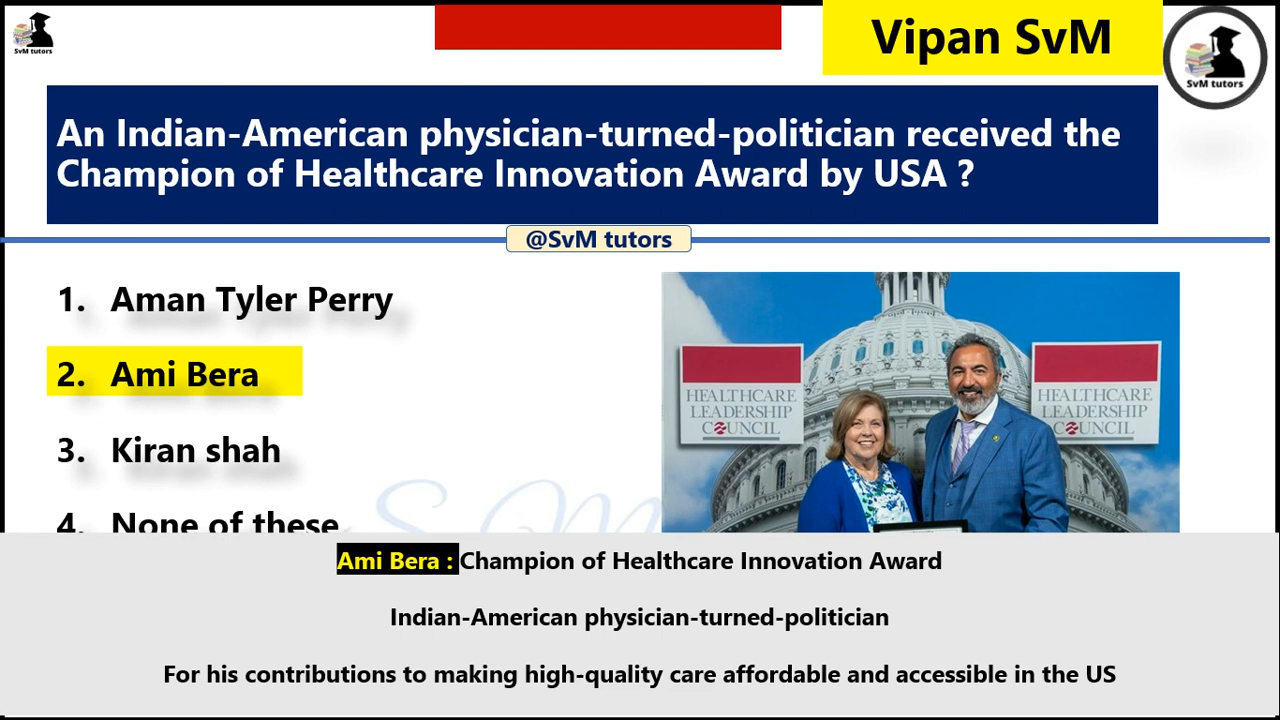 SvM tutors
Vipan SvM
SvM tutors
An Indian-American physician-turned-politician received the
Champion of Healthcare Innovation Award by USA ?
@SvM tutors
1. Aman Tyler Perry
2. Ami Bera
3. Kiran shah
4. None of these
HEALTHCARE
LEADERSHIP
COUNCIL
HEALTHCARE
LEADERSHIP
COUNCIL
Ami Bera : Champion of Healthcare Innovation Award
Indian-American physician-turned-politician
For his contributions to making high-quality care affordable and accessible in the US